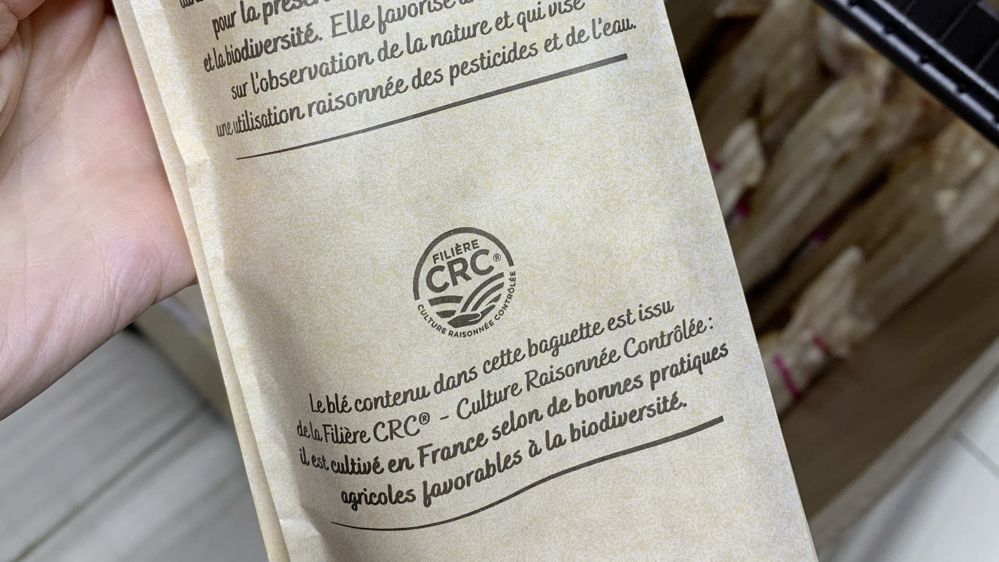 pour la
et la biodiversité. Elle favorise
sur l'observation de la nature et qui vise
une utilisation raisonnée des pesticides et de l'eau.
FILIÈRE
CRC®
CULTURE RAISONNÉE CONTRÔLÉE
Le blé contenu dans cette baguette est issu
de la Filière CRC® - Culture Raisonnée Contrôlée :
il est cultivé en France selon de bonnes pratiques
agricoles favorables à la biodiversité.